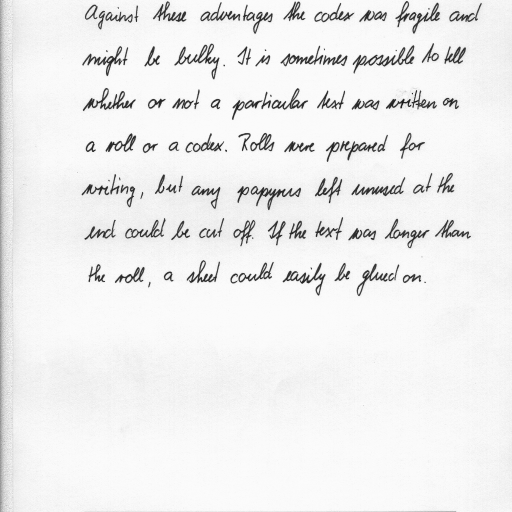 Against these advantages the codex was fragile and
might be bulky. It is sometimes possible to tell
whether or not a particular text was written on
a roll or a codex. Rolls were prepared for
writing, but any papyrus left unused at the
end could be cut off. If the text was longer than
the roll, a sheet could easily be glued on.